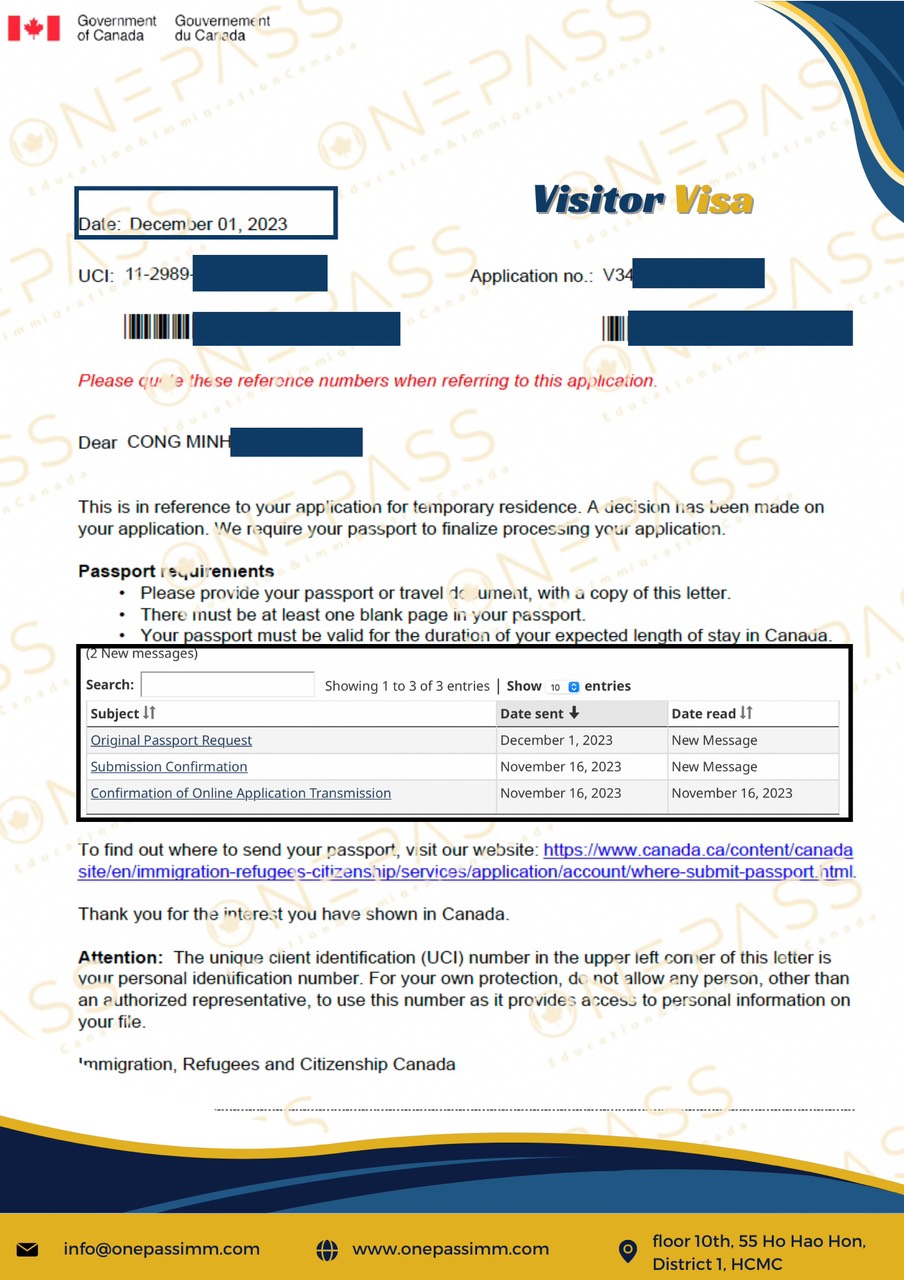 Government Gouvernement
of Canada du Canada
Visitor Visa
Date: December 01, 2023
UCI: 11-2989-
Application no.: V34
Please quote these reference numbers when referring to this application.
Dear CONG MINH
This is in reference to your application for temporary residence. A decision has been made on
your application. We require your passport to finalize processing your application.
Passport requirements
• Please provide your passport or travel document, with a copy of this letter.
• There must be at least one blank page in your passport.
• Your passport must be valid for the duration of your expected length of stay in Canada.
(2 New messages)
Search: Showing 1 to 3 of 3 entries | Show 10 entries
Subject Date sent Date read
Original Passport Request December 1, 2023 New Message
Submission Confirmation November 16, 2023 New Message
Confirmation of Online Application Transmission November 16, 2023 November 16, 2023
To find out where to send your passport, visit our website: https://www.canada.ca/content/canada
site/en/immigration-refugees-citizenship/services/application/account/where-submit-passport.html.
Thank you for the interest you have shown in Canada.
Attention: The unique client identification (UCI) number in the upper left corner of this letter is
your personal identification number. For your own protection, do not allow any person, other than
an authorized representative, to use this number as it provides access to personal information on
your file.
Immigration, Refugees and Citizenship Canada
ONEPASS
Education&ImmigrationCanada
info@onepassimm.com
www.onepassimm.com
floor 10th, 55 Ho Hao Hon,
District 1, HCMC